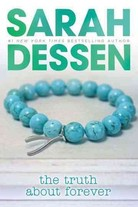 SARAH
#1 NEW YORK TIMES BESTSELLING AUTHOR
DESSEN
the truth
about forever